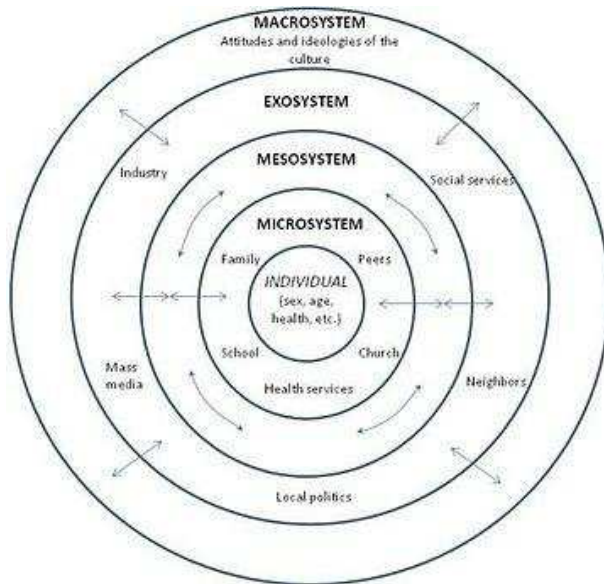 MACROSYSTEM
Attitudes and ideologies of the
culture
EXOSYSTEM
MESOSYSTEM
Industry
Social services
MICROSYSTEM
Family
Peers
INDIVIDUAL
(sex, age,
health, etc.)
School
Church
Mass
media
Health services
Neighbors
Local politics